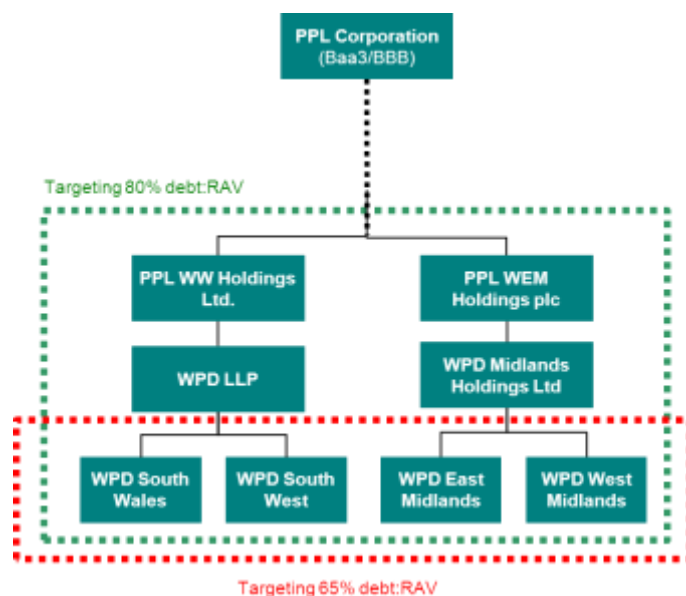 PPL Corporation
(Baa3/BBB)
Targeting 80% debt:RAV
PPL WW Holdings
Ltd.
PPL WEM
Holdings plc
WPD LLP
WPD Midlands
Holdings Ltd
WPD South
Wales
WPD South
West
WPD East
Midlands
WPD West
Midlands
Targeting 65% debt:RAV